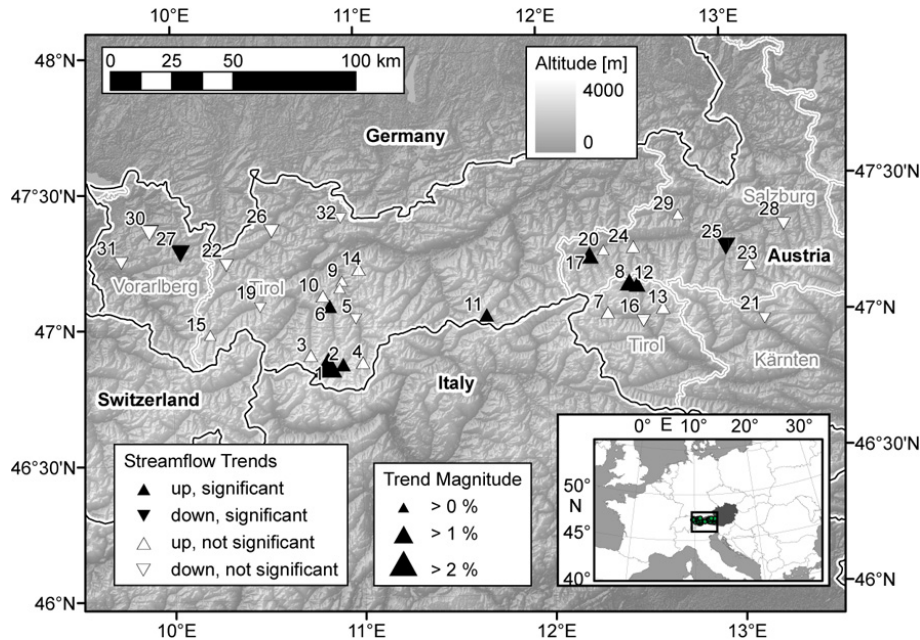 10°E 11°E 12°E 13°E
48°N
0 25 50 100 km
Altitude [m]
4000
0
Germany
47°30'N
47°30'N
Salzburg
30
27
26
32
29
28
31
22
20
24
25
Austria
9
14
17
23
Vorarlberg
Tirol
10
8
12
19
6
5
11
7
16
13
21
47°N
47°N
15
Tirol
3
2
4
Kärnten
1
Italy
Switzerland
46°30'N
46°30'N
Streamflow Trends
up, significant
down, significant
up, not significant
down, not significant
Trend Magnitude
> 0 %
> 1 %
> 2 %
0° E 10° 20° 30°
50°
N
45°
40°
46°N
46°N
10°E 11°E 12°E 13°E